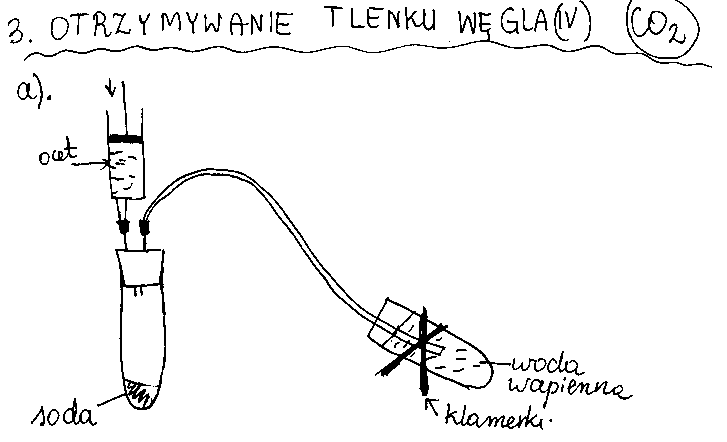 3. OTRZYMYWANIE TLENKU WĘGLA(IV) CO₂
a).
ocet
woda
wapienna
soda
klamerki.